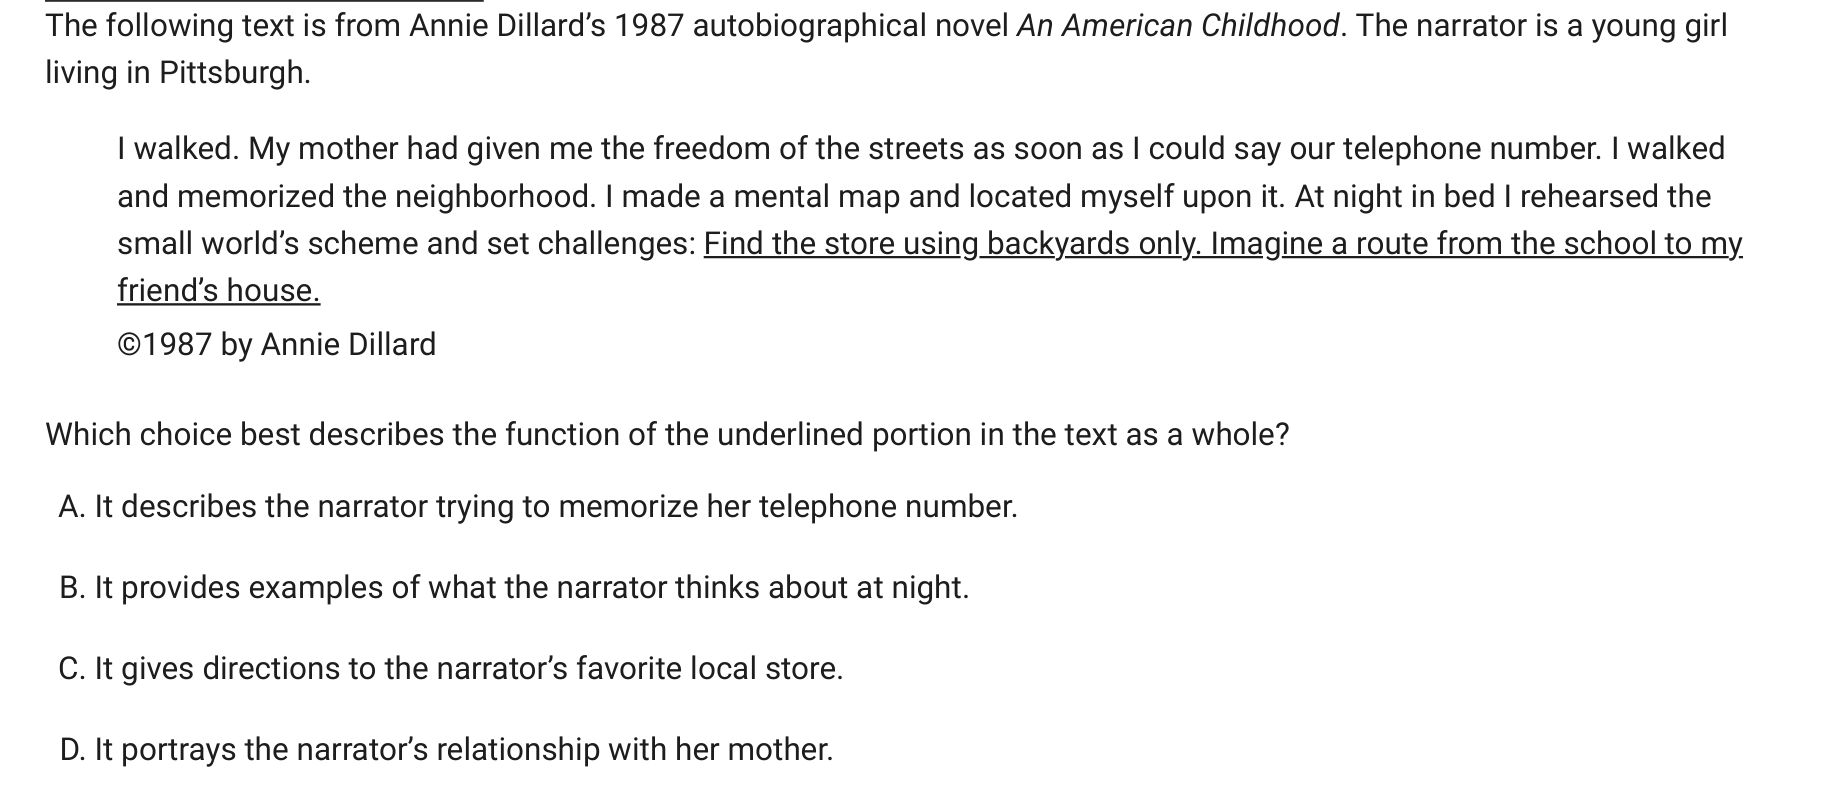 The following text is from Annie Dillard’s 1987 autobiographical novel An American Childhood. The narrator is a young girl
living in Pittsburgh.
I walked. My mother had given me the freedom of the streets as soon as I could say our telephone number. I walked
and memorized the neighborhood. I made a mental map and located myself upon it. At night in bed I rehearsed the
small world’s scheme and set challenges: Find the store using backyards only. Imagine a route from the school to my
friend’s house.
©1987 by Annie Dillard
Which choice best describes the function of the underlined portion in the text as a whole?
A. It describes the narrator trying to memorize her telephone number.
B. It provides examples of what the narrator thinks about at night.
C. It gives directions to the narrator’s favorite local store.
D. It portrays the narrator’s relationship with her mother.